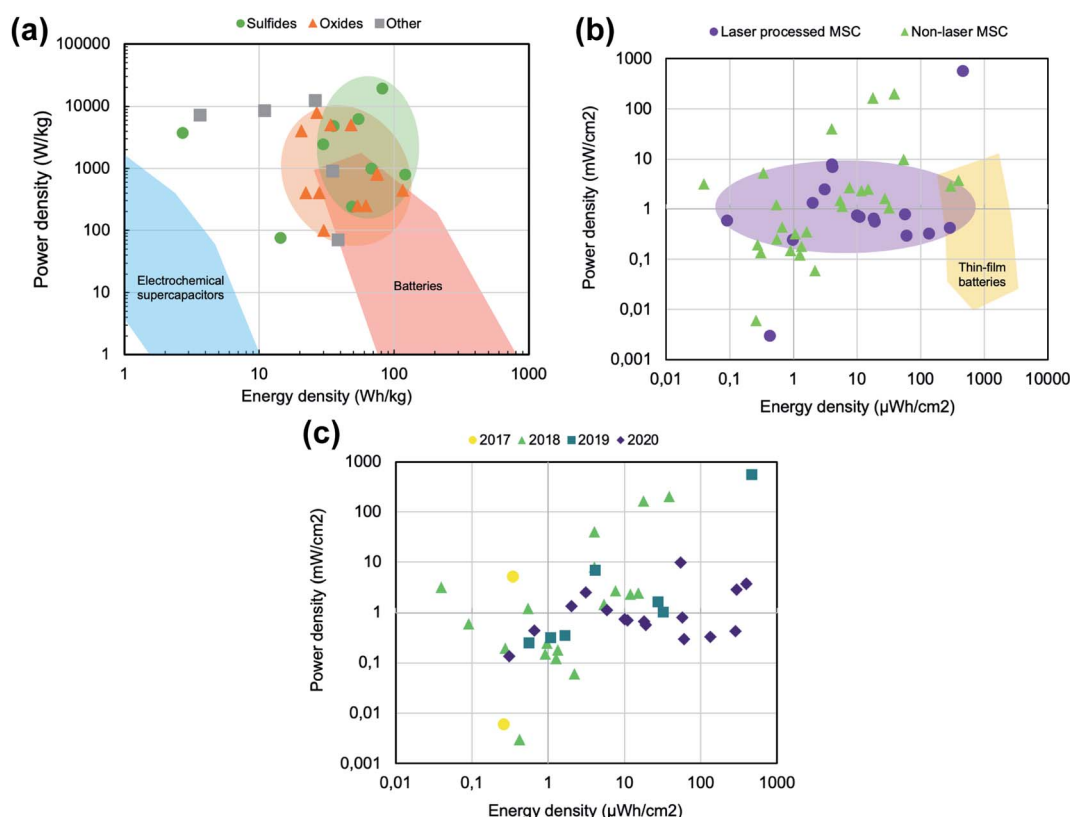 (a)
Sulfides Oxides Other
100000
10000
1000
100
10
1
Power density (W/kg)
Electrochemical
supercapacitors
Batteries
1 10 100 1000
Energy density (Wh/kg)
(b)
Laser processed MSC Non-laser MSC
1000
100
10
1
0,1
0,01
0,001
Power density (mW/cm2)
Thin-film
batteries
0,01 0,1 1 10 100 1000 10000
Energy density (µWh/cm2)
(c)
2017 2018 2019 2020
1000
100
10
1
0,1
0,01
0,001
Power density (mW/cm2)
0,01 0,1 1 10 100 1000
Energy density (µWh/cm2)